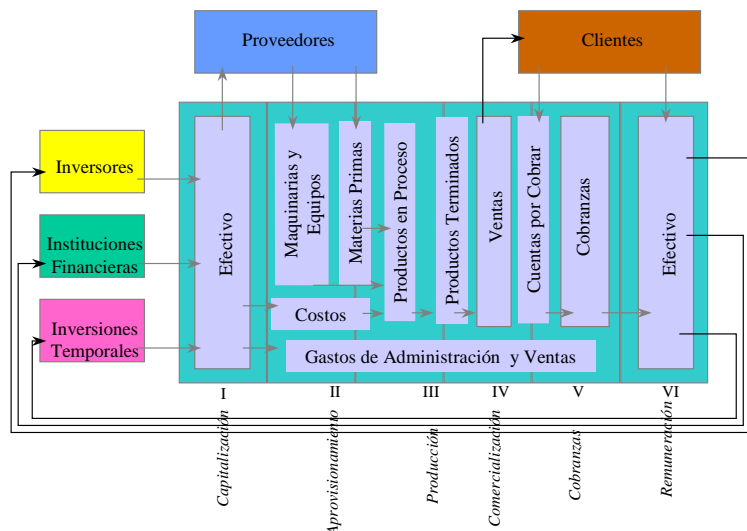 Proveedores
Clientes
Inversores
Instituciones
Financieras
Inversiones
Temporales
Efectivo
Maquinarias y
Equipos
Materias Primas
Productos en Proceso
Productos Terminados
Ventas
Cuentas por Cobrar
Cobranzas
Efectivo
Costos
Gastos de Administración y Ventas
I
II
III
IV
V
VI
Capitalización
Aprovisionamiento
Producción
Comercialización
Cobranzas
Remuneración